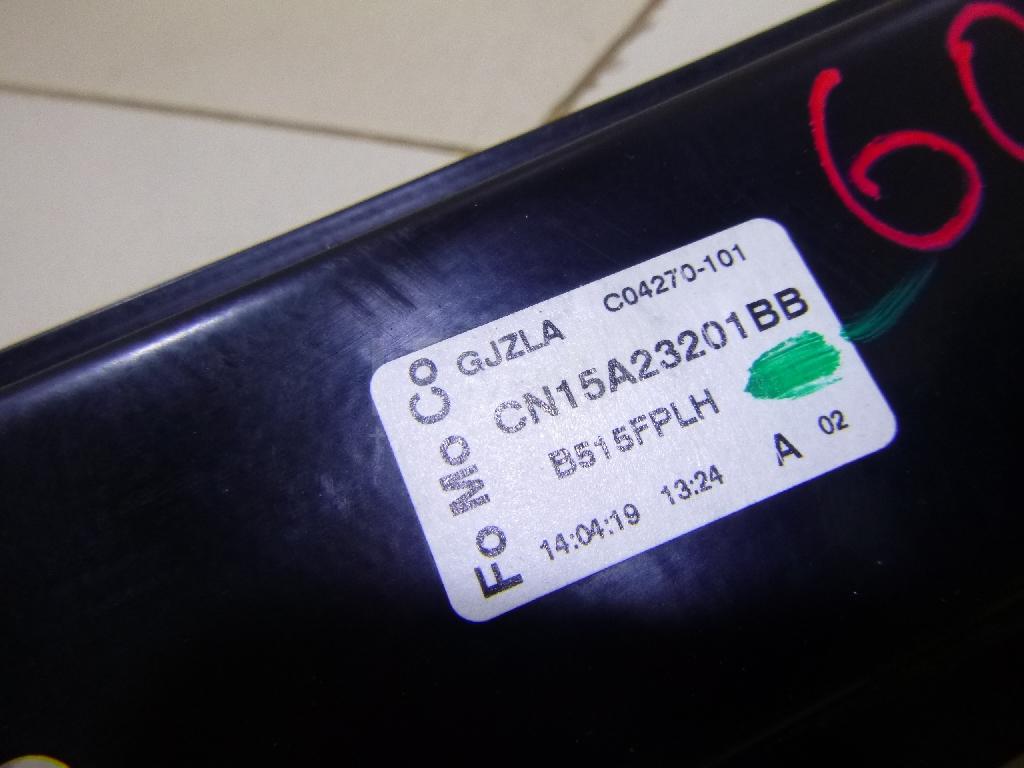 60
C04270-101
GJZLA
CN15A23201BB
B515FPLH
A 02
14:04:19 13:24
Fo Mo Co